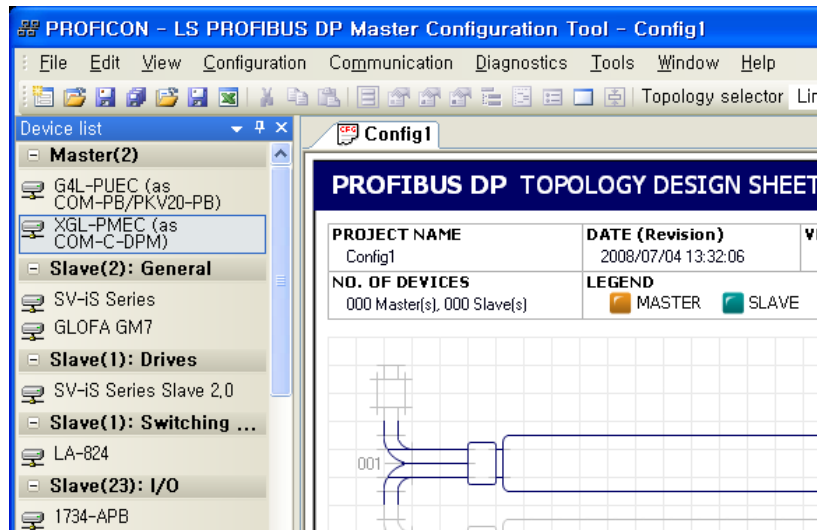 PROFICON - LS PROFIBUS DP Master Configuration Tool - Config1
File Edit View Configuration Communication Diagnostics Tools Window Help
Topology selector
Device list
Config1
Master(2)
G4L-PUEC (as
COM-PB/PKV20-PB)
XGL-PMEC (as
COM-C-DPM)
Slave(2): General
SV-iS Series
GLOFA GM7
Slave(1): Drives
SV-iS Series Slave 2,0
Slave(1): Switching ...
LA-824
Slave(23): I/O
1734-APB
PROFIBUS DP TOPOLOGY DESIGN SHEET
PROJECT NAME
Config1
DATE (Revision)
2008/07/04 13:32:06
NO. OF DEVICES
000 Master(s), 000 Slave(s)
LEGEND
MASTER SLAVE
001